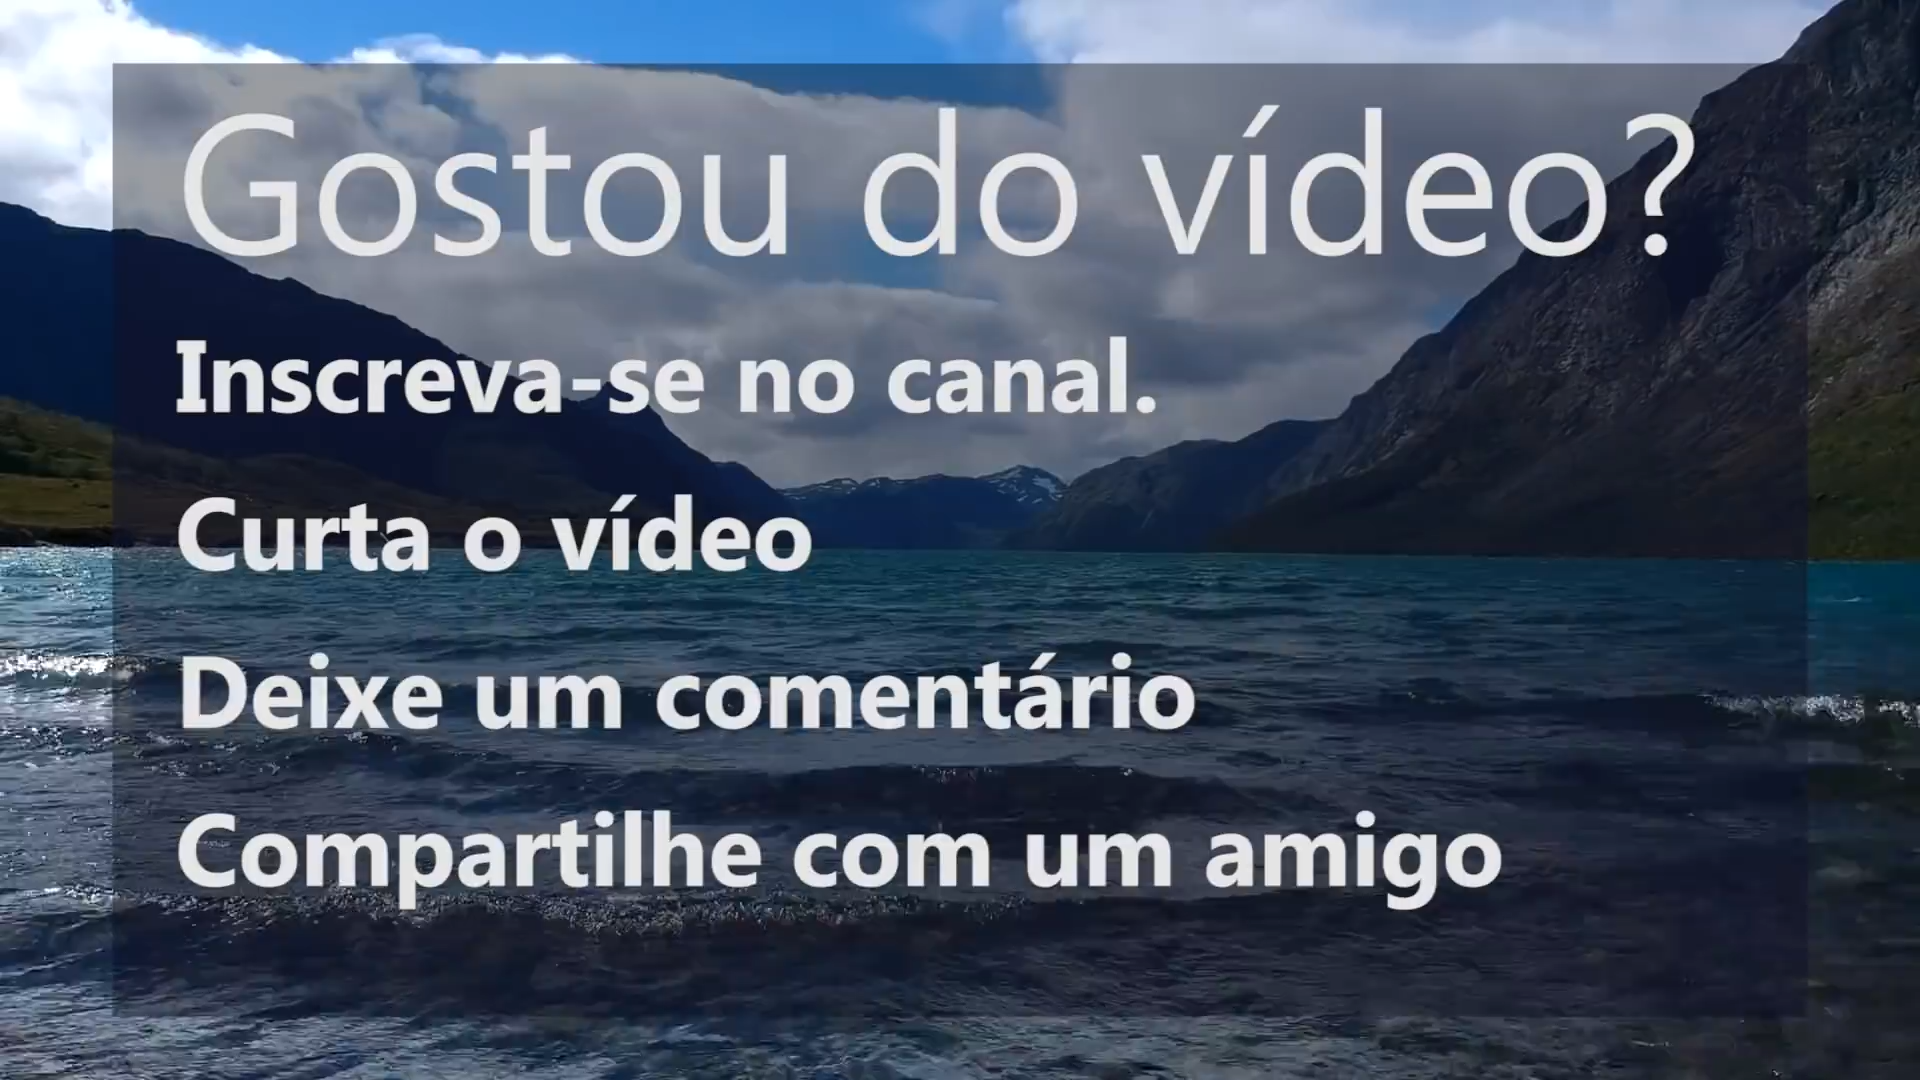 Gostou do vídeo?
Inscreva-se no canal.
Curta o vídeo
Deixe um comentário
Compartilhe com um amigo